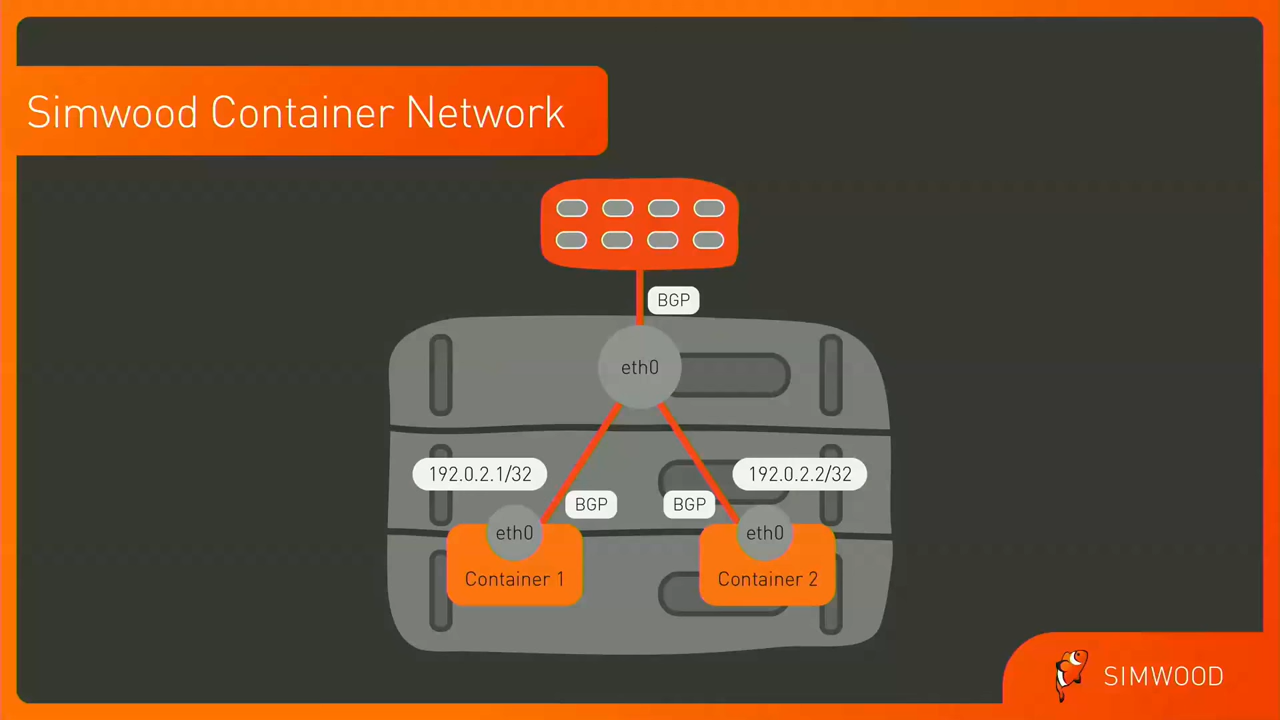 Simwood Container Network
BGP
eth0
192.0.2.1/32
192.0.2.2/32
BGP
BGP
eth0
eth0
Container 1
Container 2
SIMWOOD